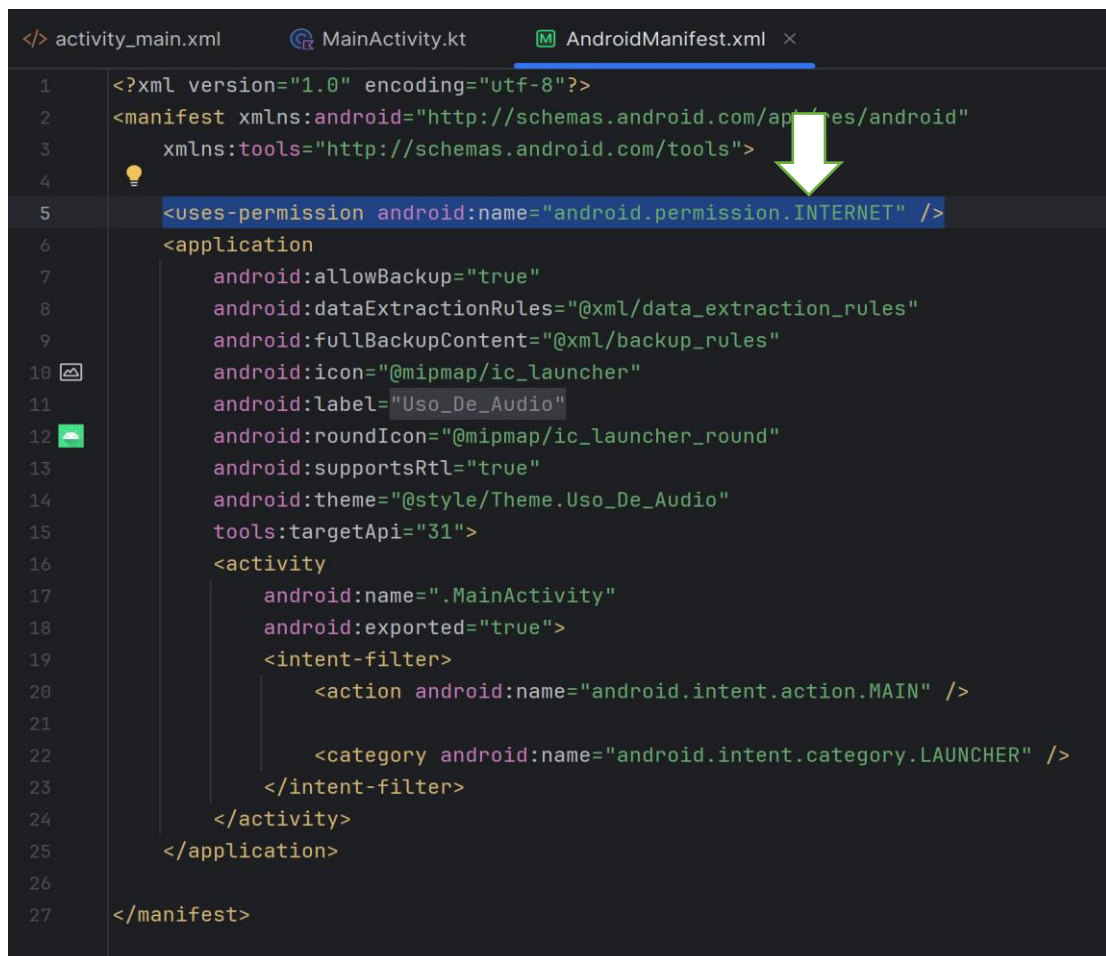 </> activity_main.xml MainActivity.kt M AndroidManifest.xml ×
1 <?xml version="1.0" encoding="utf-8"?>
2 <manifest xmlns:android="http://schemas.android.com/apk/res/android"
3 xmlns:tools="http://schemas.android.com/tools">
4
5 <uses-permission android:name="android.permission.INTERNET" />
6 <application
7 android:allowBackup="true"
8 android:dataExtractionRules="@xml/data_extraction_rules"
9 android:fullBackupContent="@xml/backup_rules"
10 android:icon="@mipmap/ic_launcher"
11 android:label="Uso_De_Audio"
12 android:roundIcon="@mipmap/ic_launcher_round"
13 android:supportsRtl="true"
14 android:theme="@style/Theme.Uso_De_Audio"
15 tools:targetApi="31">
16 <activity
17 android:name=".MainActivity"
18 android:exported="true">
19 <intent-filter>
20 <action android:name="android.intent.action.MAIN" />
21
22 <category android:name="android.intent.category.LAUNCHER" />
23 </intent-filter>
24 </activity>
25 </application>
26
27 </manifest>